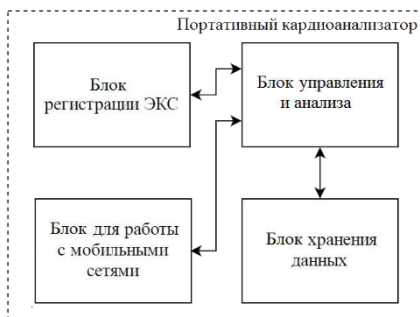 Портативный кардиоанализатор
Блок
регистрации ЭКС
Блок управления
и анализа
Блок для работы
с мобильными
сетями
Блок хранения
данных